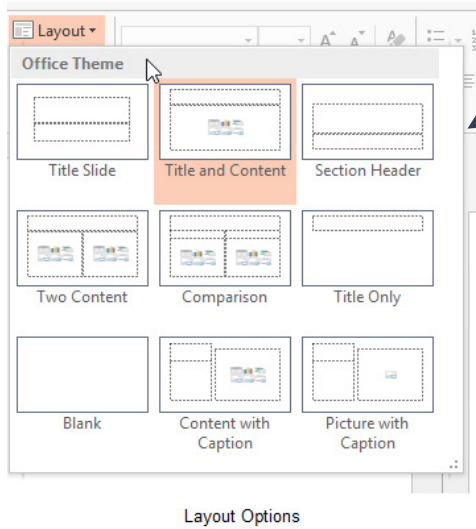 Layout
Office Theme
Title Slide
Title and Content
Section Header
Two Content
Comparison
Title Only
Blank
Content with
Caption
Picture with
Caption
Layout Options